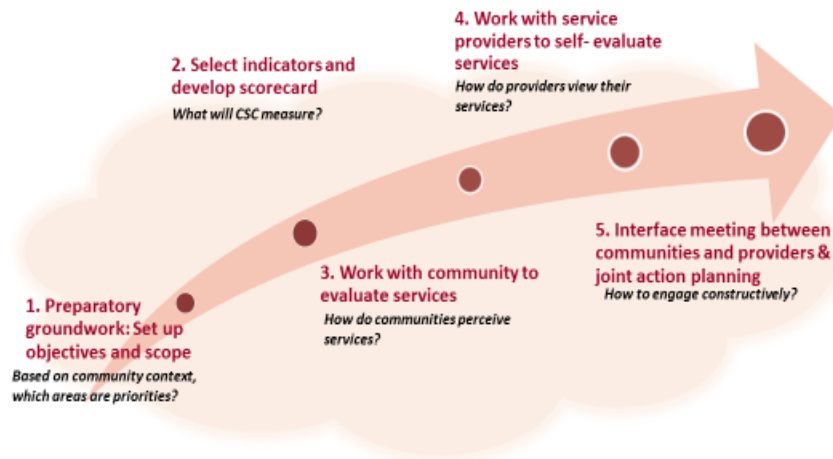 1. Preparatory
groundwork: Set up
objectives and scope
Based on community context,
which areas are priorities?
2. Select indicators and
develop scorecard
What will CSC measure?
3. Work with community to
evaluate services
How do communities perceive
services?
4. Work with service
providers to self- evaluate
services
How do providers view their
services?
5. Interface meeting between
communities and providers &
joint action planning
How to engage constructively?